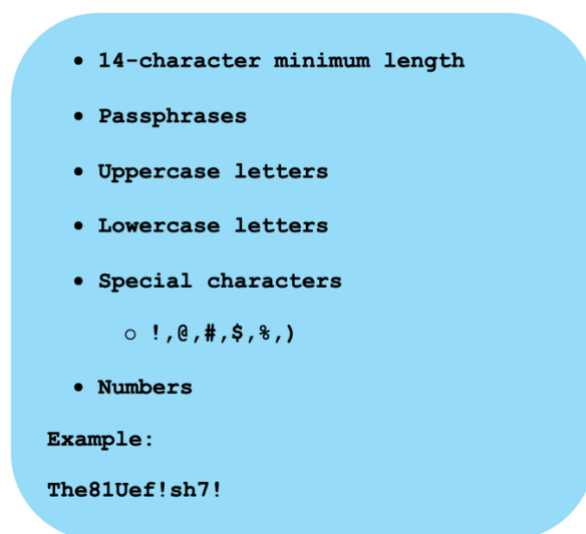 • 14-character minimum length
• Passphrases
• Uppercase letters
• Lowercase letters
• Special characters
○ !,@,#,$,%,)
• Numbers
Example:
The81Uef!sh7!